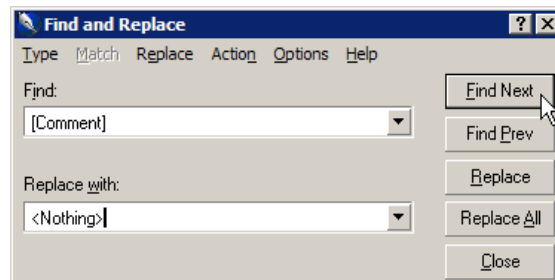 Find and Replace
Type Match Replace Action Options Help
Find:
[Comment]
Replace with:
<Nothing>
Find Next
Find Prev
Replace
Replace All
Close